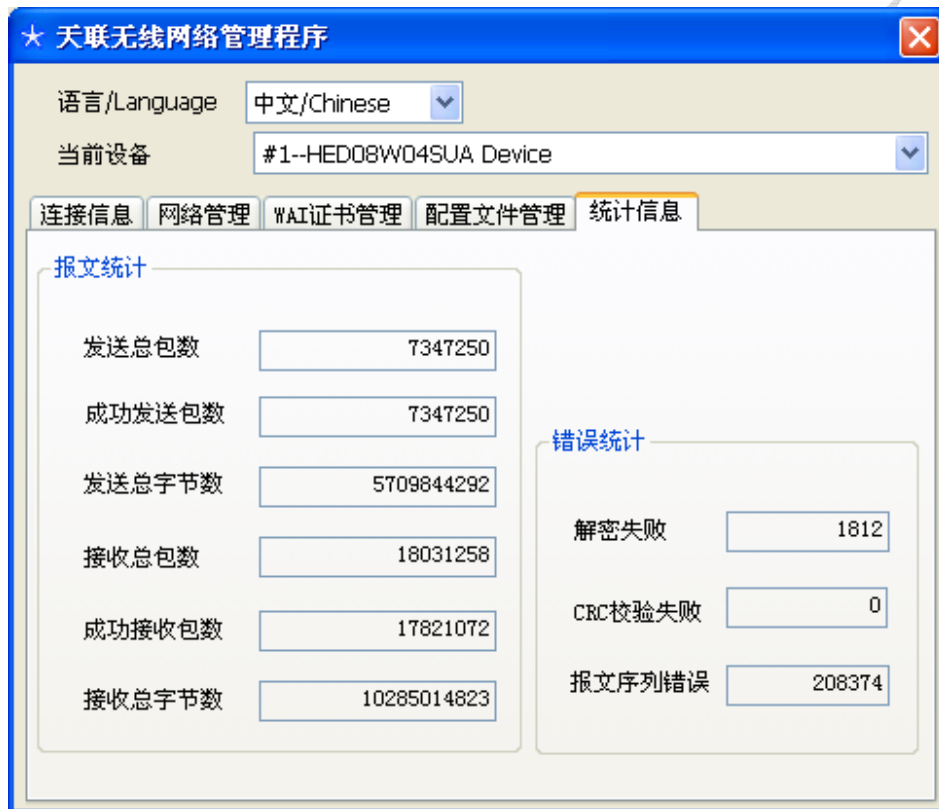 天联无线网络管理程序
语言/Language 中文/Chinese
当前设备 #1--HED08W04SUA Device
连接信息 网络管理 WAI证书管理 配置文件管理 统计信息
报文统计
发送总包数 7347250
成功发送包数 7347250
发送总字节数 5709844292
接收总包数 18031258
成功接收包数 17821072
接收总字节数 10285014823
错误统计
解密失败 1812
CRC校验失败 0
报文序列错误 208374